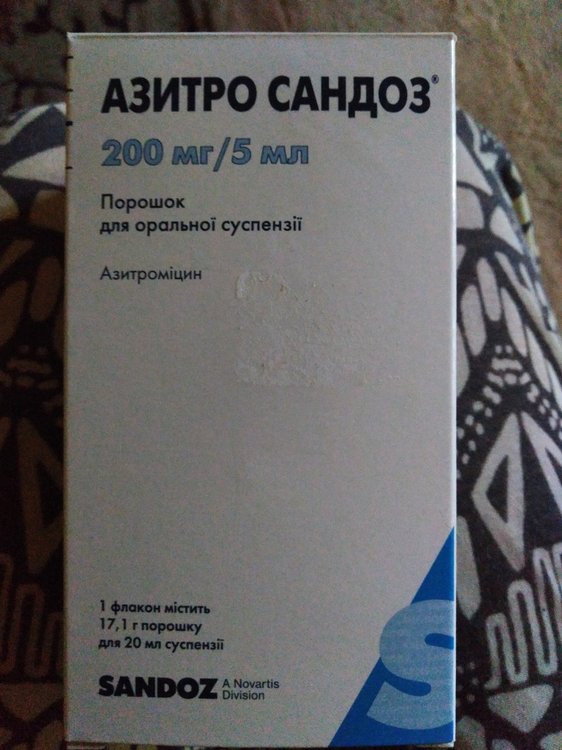 АЗИТРО САНДОЗ®
200 мг/5 мл
Порошок
для оральної суспензії
Азитроміцин
1 флакон містить
17,1 г порошку
для 20 мл суспензії
SANDOZ A Novartis
Division
S